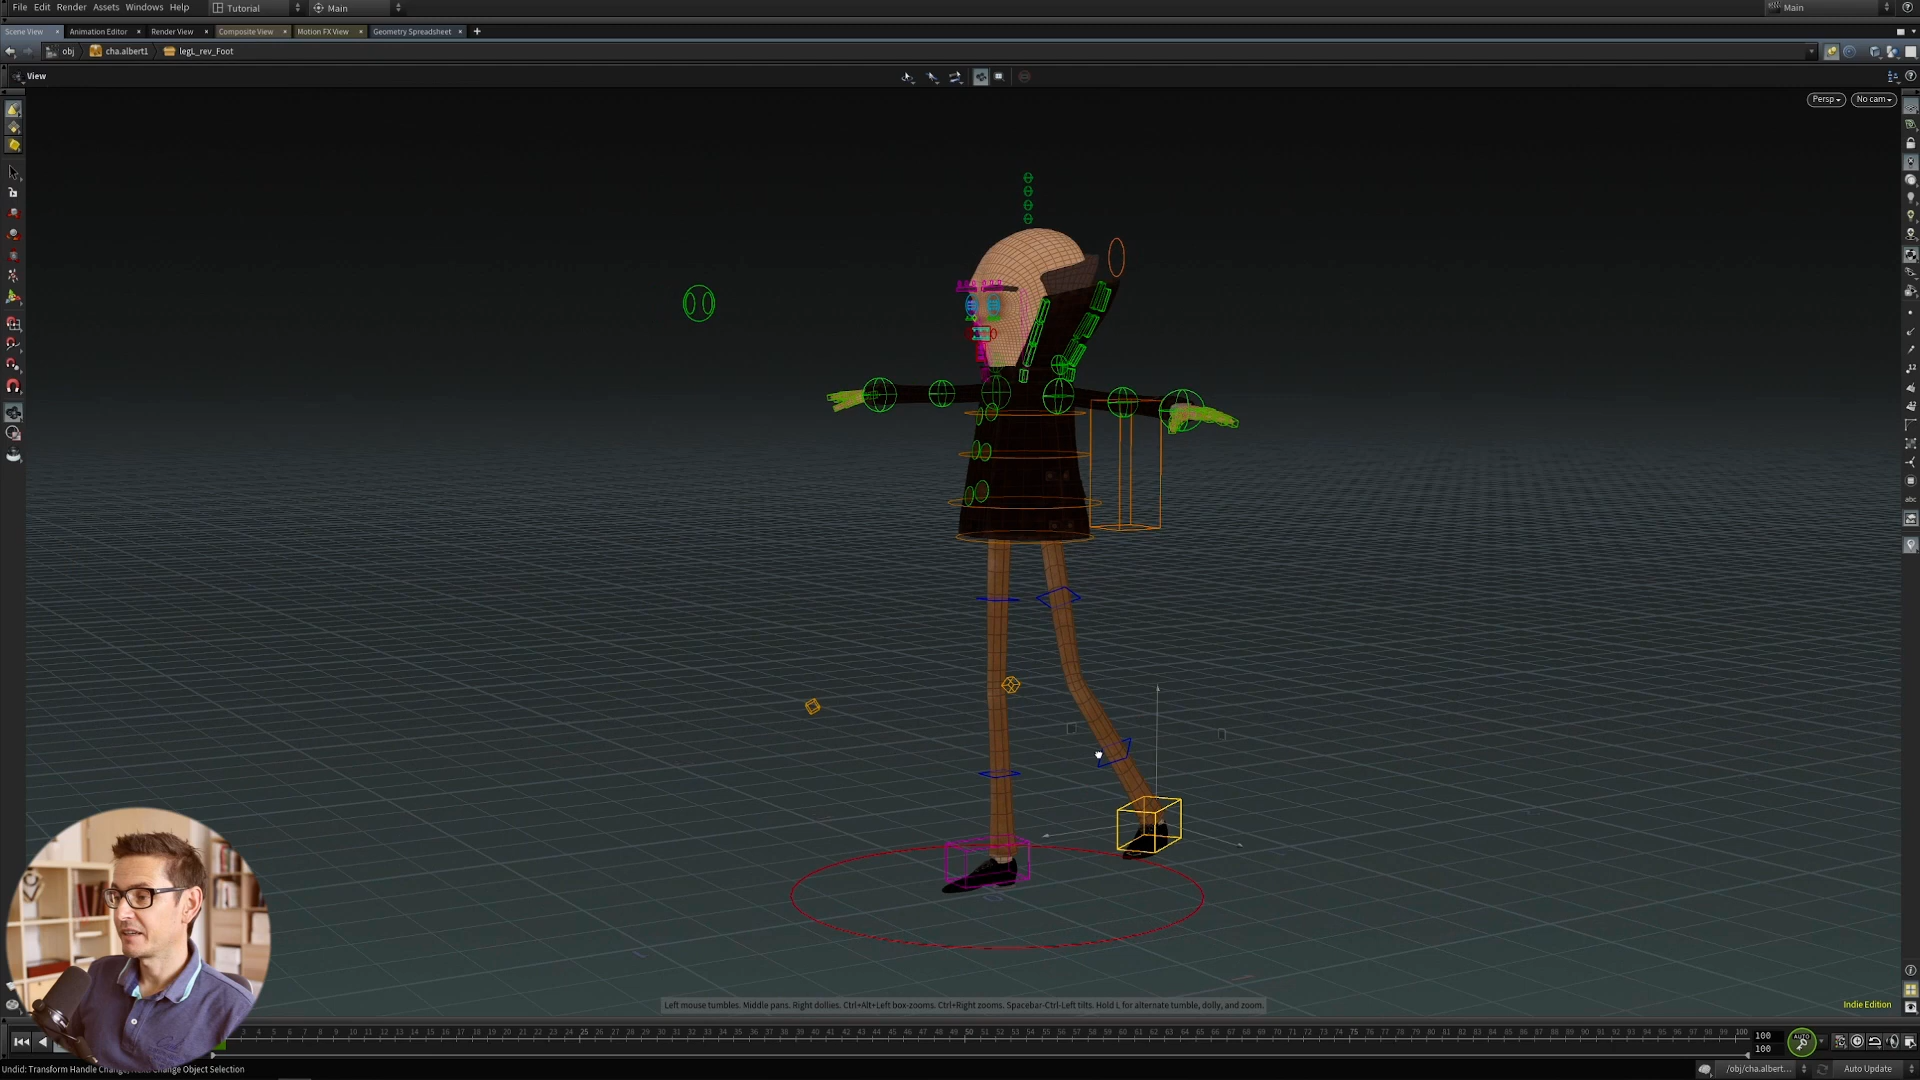 File Edit Render Assets Windows Help Tutorial Main Main
Scene View Animation Editor Render View Composite View Motion FX View Geometry Spreadsheet
obj cha.albert1 legL_rev_Foot
View
Persp No cam
abc
Left mouse tumbles. Middle pans. Right dollies. Ctrl+Alt+Left box-zooms. Ctrl+Right zooms. Spacebar-Ctrl-Left tilts. Hold L for alternate tumble, dolly, and zoom.
Indie Edition
100
AUTO
100
Undid: Transform Handle Change Object Selection
/obj/cha.albert... Auto Update